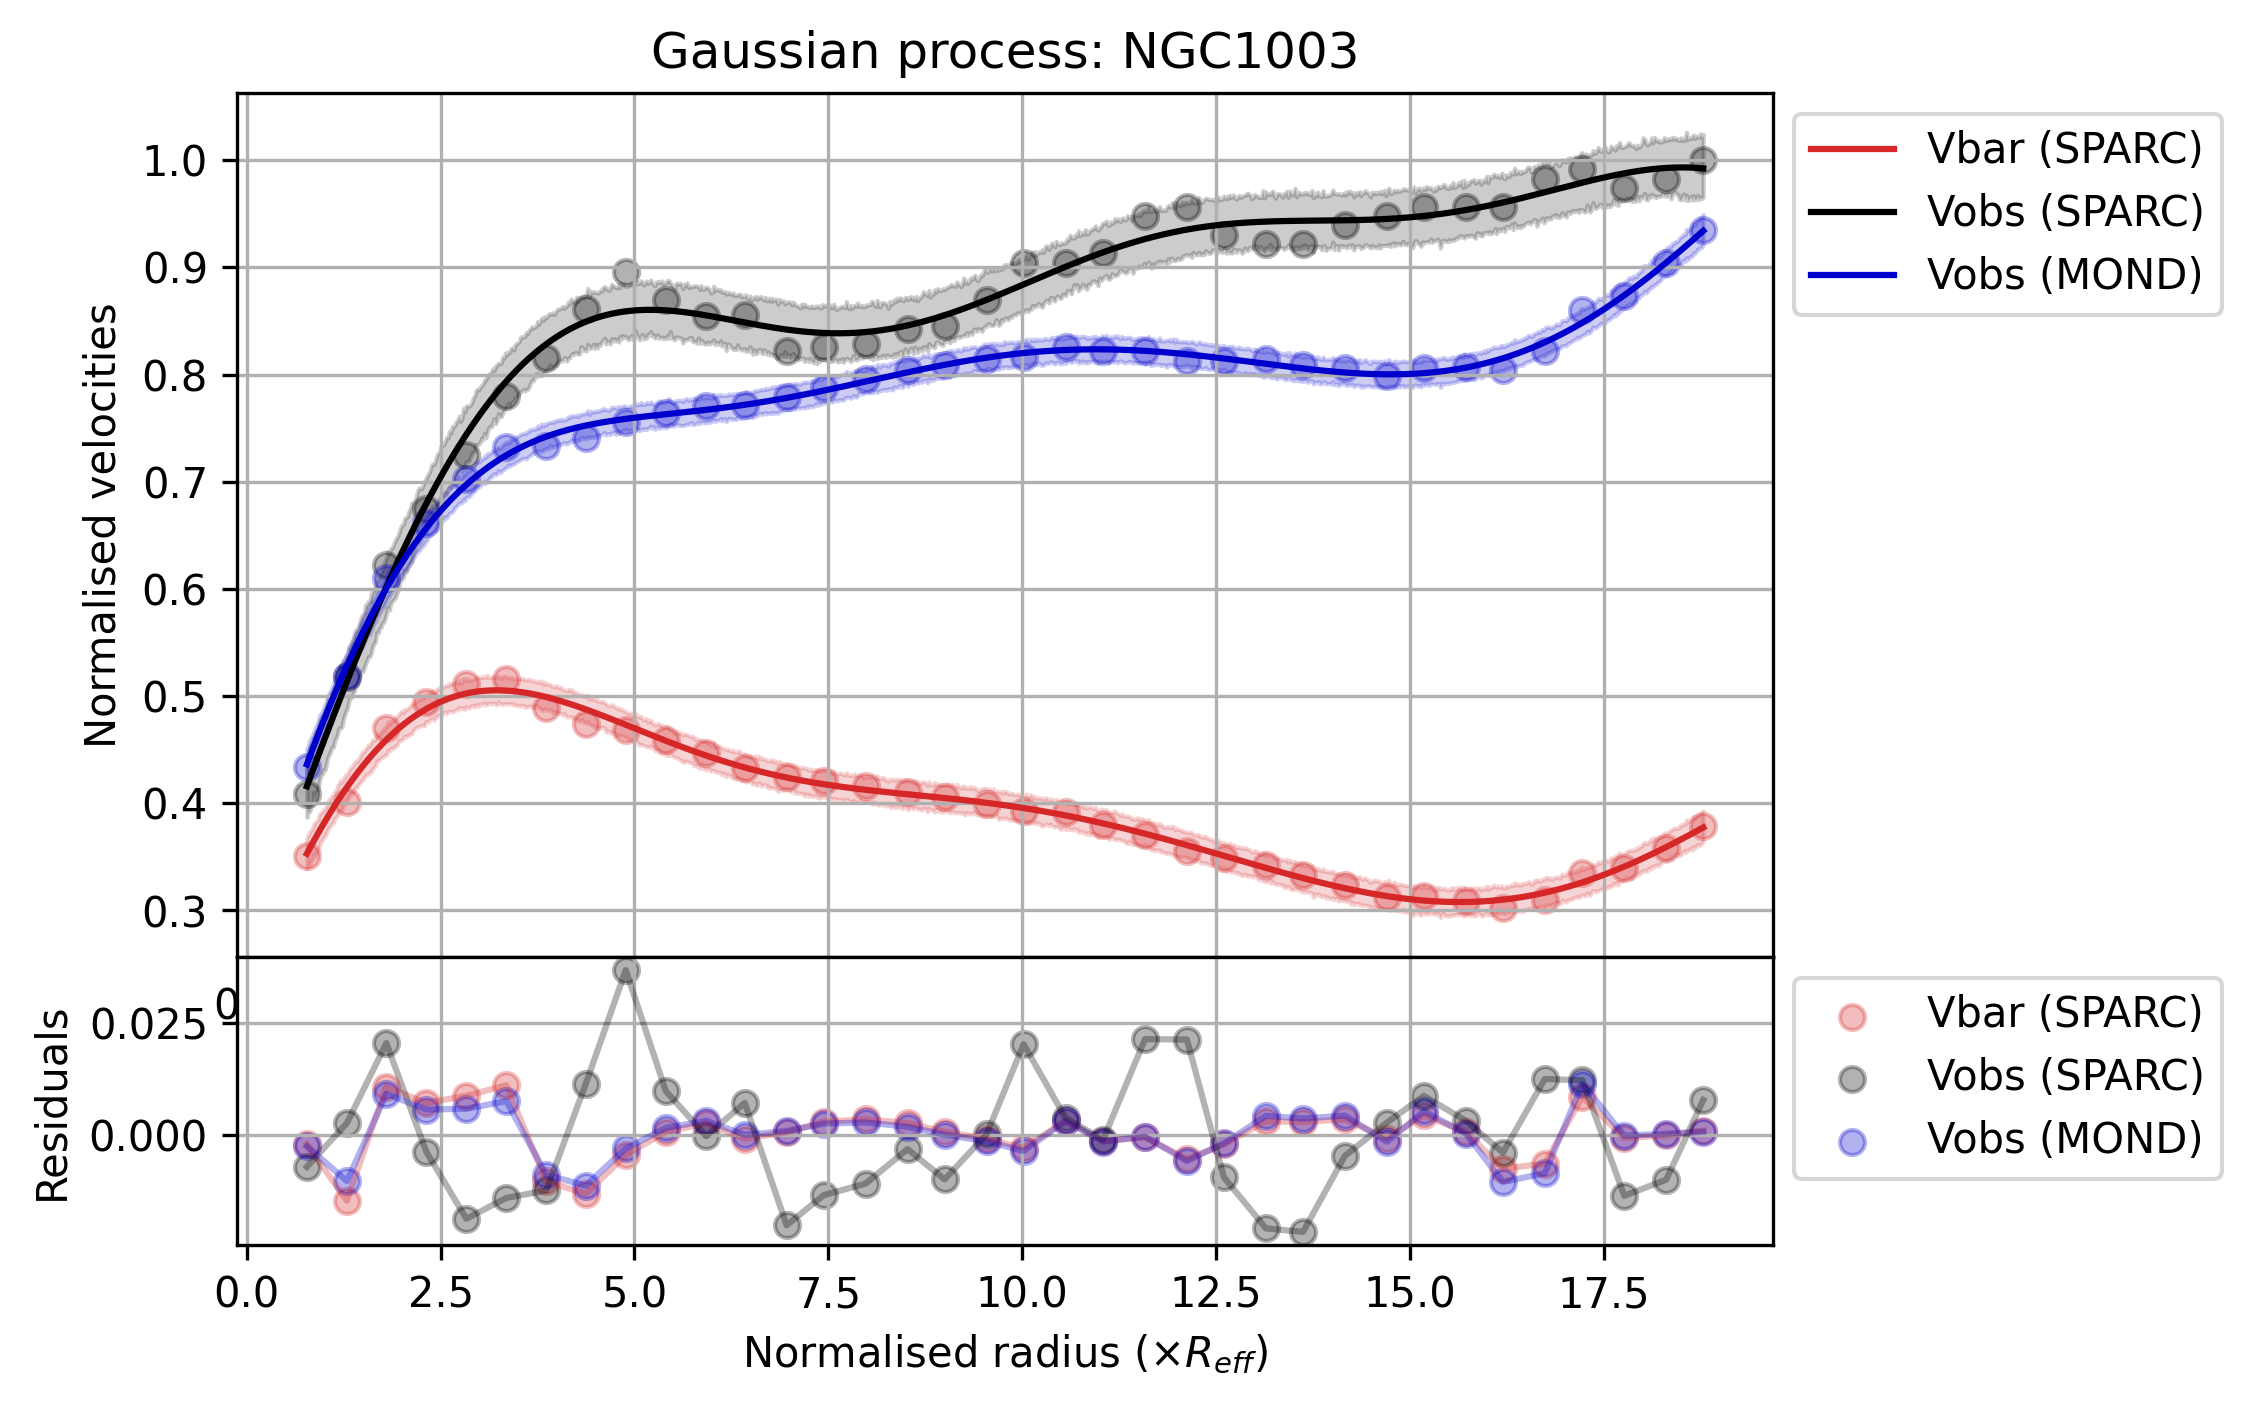 Gaussian process: NGC1003
Normalised velocities
1.0
0.9
0.8
0.7
0.6
0.5
0.4
0.3
Vbar (SPARC)
Vobs (SPARC)
Vobs (MOND)
Residuals
0
0.025
0.000
Vbar (SPARC)
Vobs (SPARC)
Vobs (MOND)
0.0 2.5 5.0 7.5 10.0 12.5 15.0 17.5
Normalised radius (×R_eff)